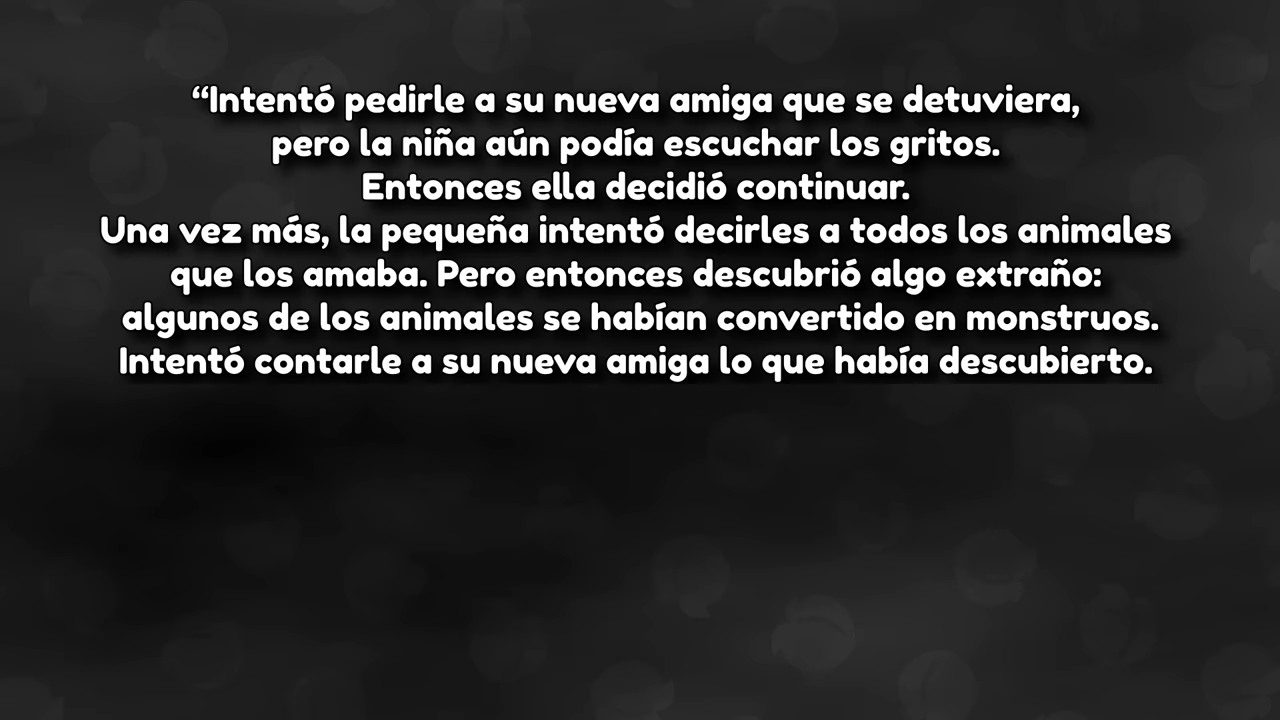 “Intentó pedirle a su nueva amiga que se detuviera,
pero la niña aún podía escuchar los gritos.
Entonces ella decidió continuar.
Una vez más, la pequeña intentó decirles a todos los animales
que los amaba. Pero entonces descubrió algo extraño:
algunos de los animales se habían convertido en monstruos.
Intentó contarle a su nueva amiga lo que había descubierto.